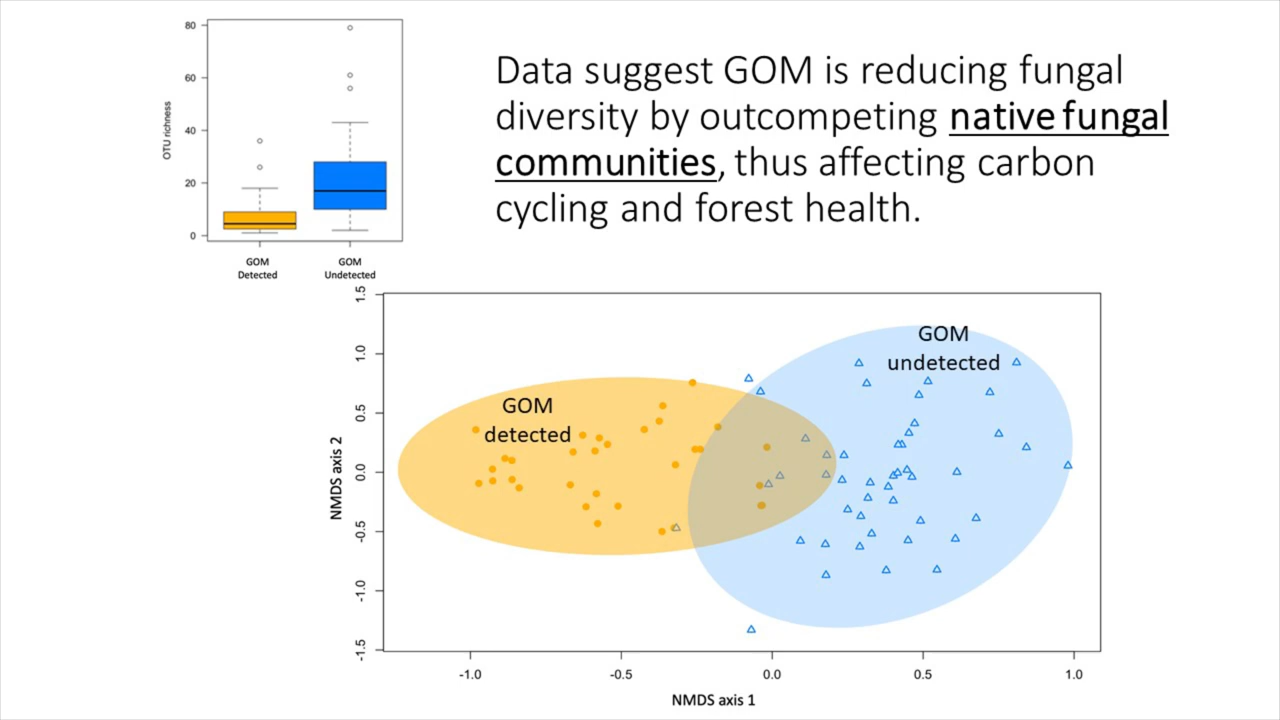 80
60
40
20
0
OTU richness
GOM
Detected
GOM
Undetected
Data suggest GOM is reducing fungal
diversity by outcompeting native fungal
communities, thus affecting carbon
cycling and forest health.
1.5
1.0
0.5
0.0
-0.5
-1.0
-1.5
NMDS axis 2
GOM
detected
GOM
undetected
-1.0 -0.5 0.0 0.5 1.0
NMDS axis 1